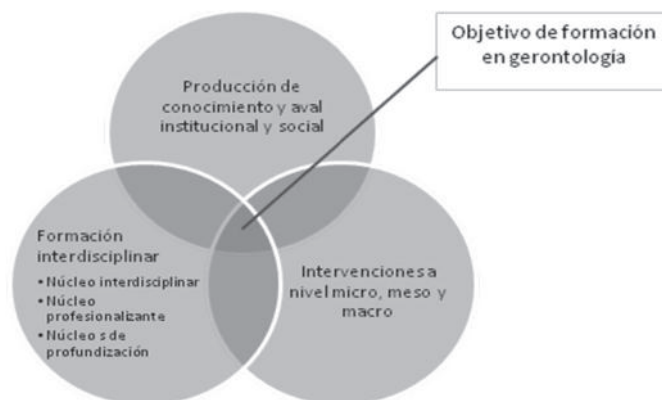 Objetivo de formación
en gerontología
Producción de
conocimiento y aval
institucional y social
Formación
interdisciplinar
• Núcleo interdisciplinar
• Núcleo
profesionalizante
• Núcleo s de
profundización
Intervenciones a
nivel micro, meso y
macro